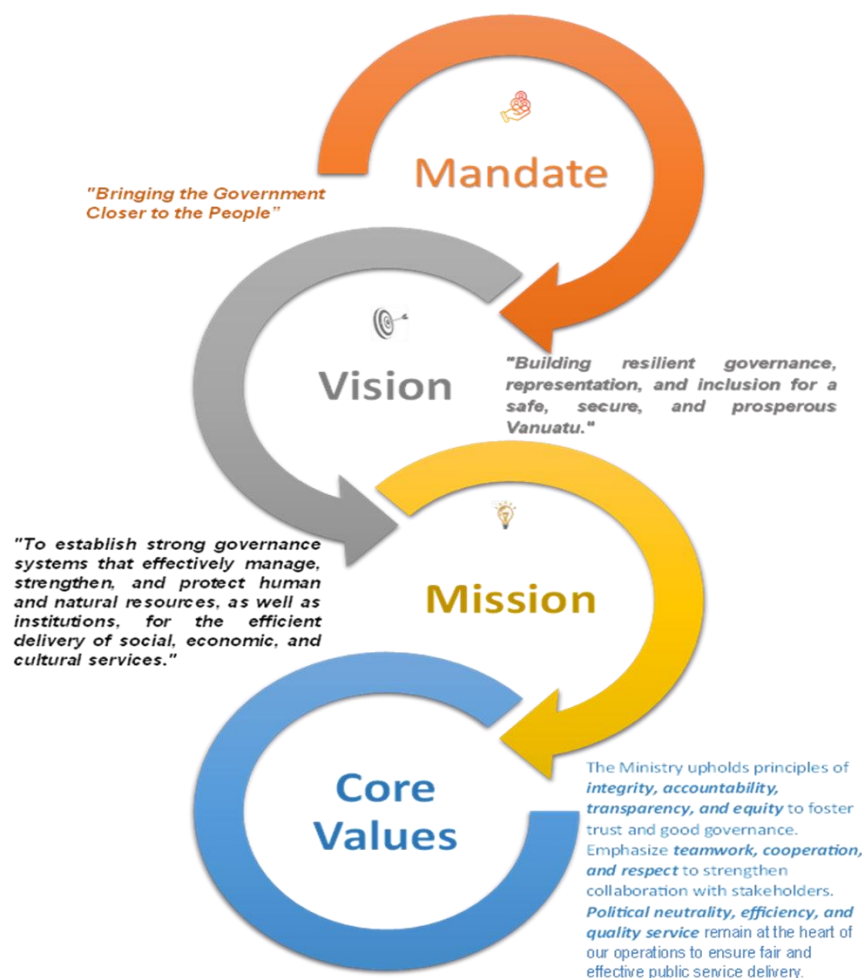 Mandate
"Bringing the Government
Closer to the People"
Vision
"Building resilient governance,
representation, and inclusion for a
safe, secure, and prosperous
Vanuatu."
Mission
"To establish strong governance
systems that effectively manage,
strengthen, and protect human
and natural resources, as well as
institutions, for the efficient
delivery of social, economic, and
cultural services."
Core
Values
The Ministry upholds principles of
integrity, accountability,
transparency, and equity to foster
trust and good governance.
Emphasize teamwork, cooperation,
and respect to strengthen
collaboration with stakeholders.
Political neutrality, efficiency, and
quality service remain at the heart of
our operations to ensure fair and
effective public service delivery.